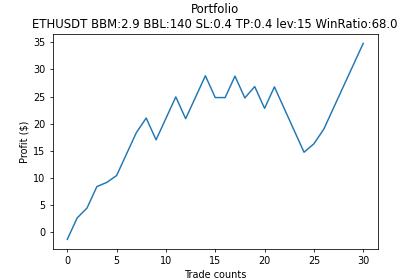 Portfolio
ETHUSDT BBM:2.9 BBL:140 SL:0.4 TP:0.4 lev:15 WinRatio:68.0
35
30
25
20
15
10
5
0
Profit ($)
0 5 10 15 20 25 30
Trade counts